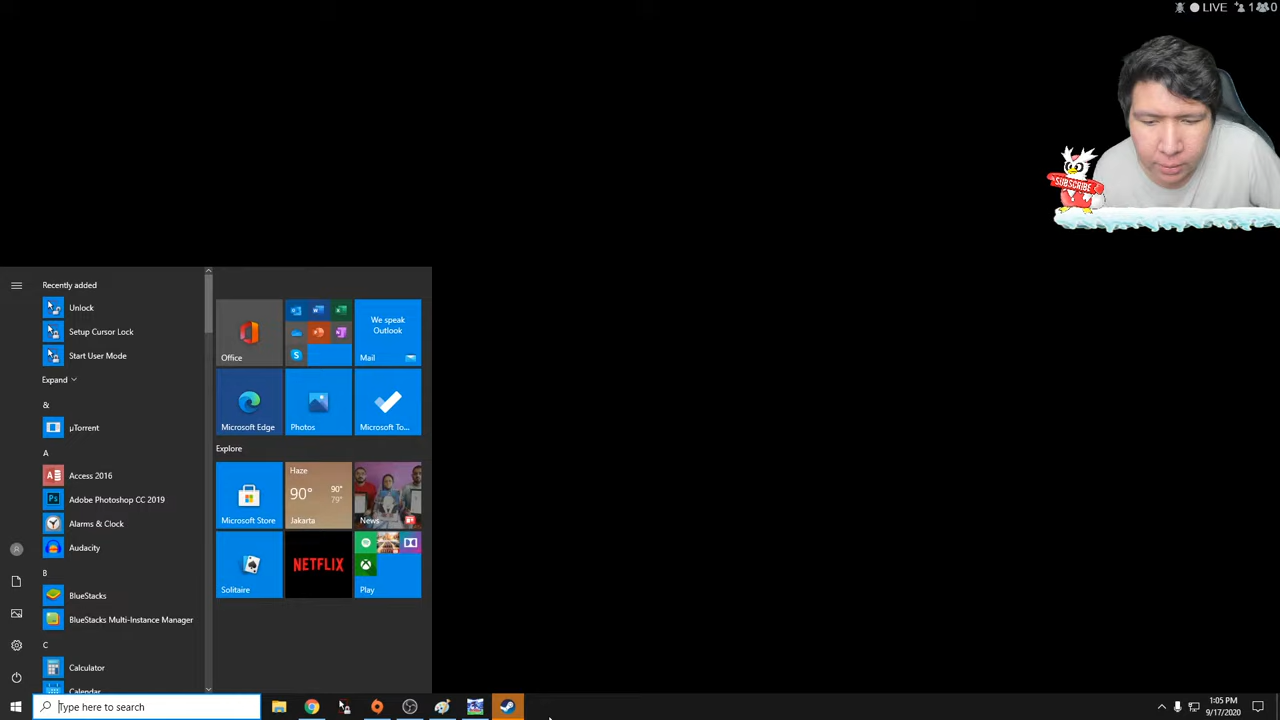 LIVE 1 0
SUBSCRIBE
Recently added
Unlock
Setup Cursor Lock
Start User Mode
Expand
&
µTorrent
A
Access 2016
Adobe Photoshop CC 2019
Alarms & Clock
Audacity
B
BlueStacks
BlueStacks Multi-Instance Manager
C
Calculator
Calendar
Office
We speak
Outlook
Mail
Microsoft Edge
Photos
Microsoft To...
Explore
Microsoft Store
Haze
90° 90°
79°
Jakarta
News
Solitaire
NETFLIX
Play
Type here to search
1:05 PM
9/17/2020